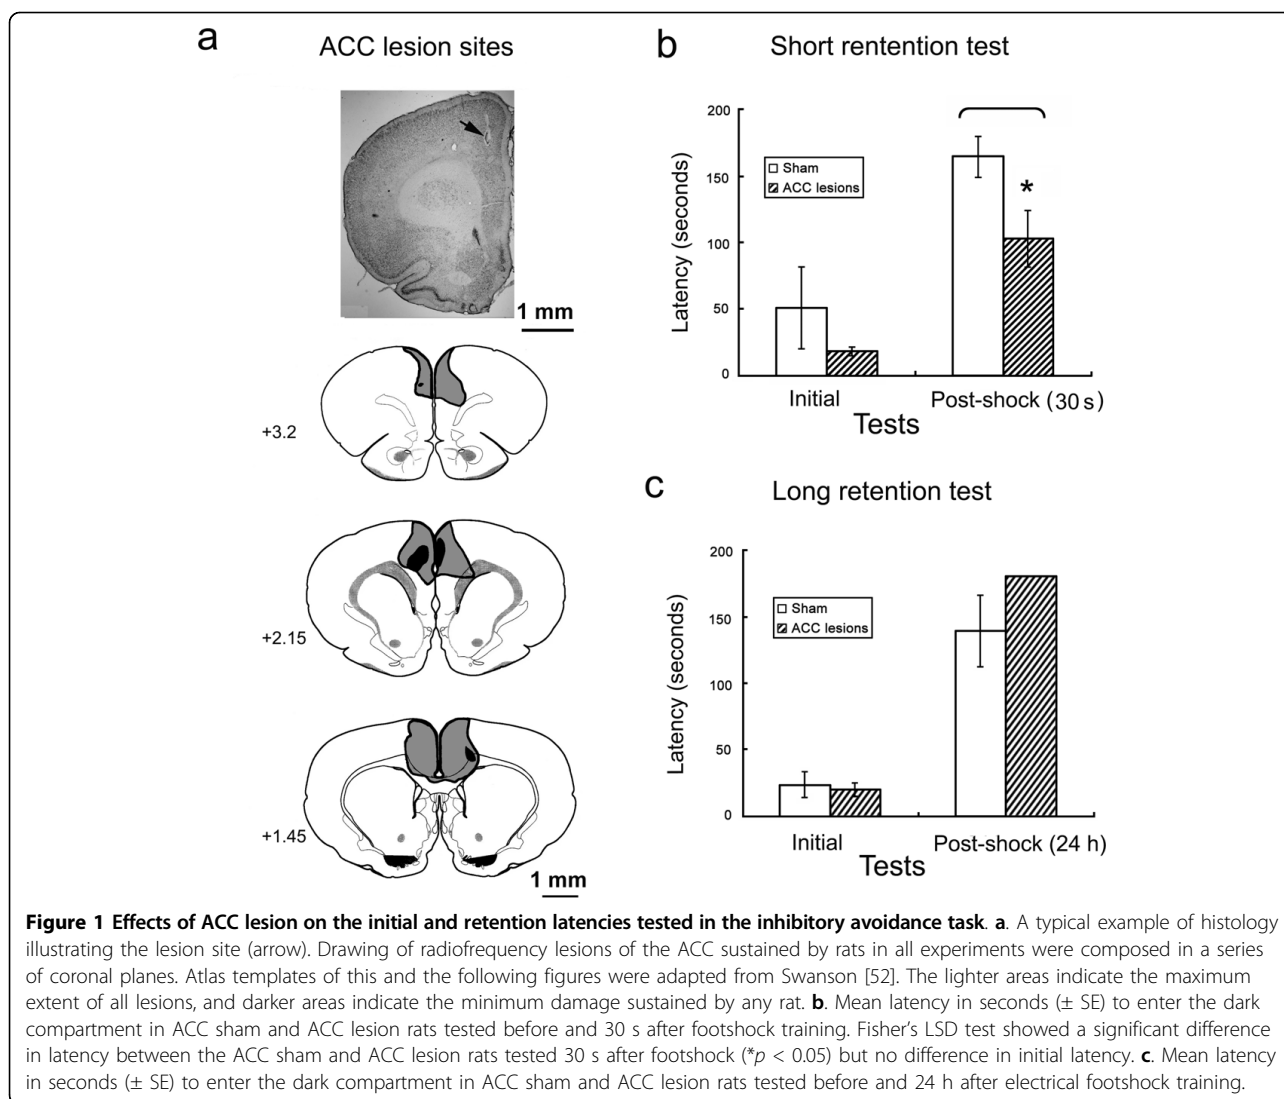 a
ACC lesion sites
1 mm
+3.2
+2.15
+1.45
1 mm
b
Short rentention test
200
150
100
50
0
Latency (seconds)
Sham
ACC lesions
*
Initial
Post-shock (30 s)
Tests
c
Long retention test
200
150
100
50
0
Latency (seconds)
Sham
ACC lesions
Initial
Post-shock (24 h)
Tests
Figure 1 Effects of ACC lesion on the initial and retention latencies tested in the inhibitory avoidance task. a. A typical example of histology
illustrating the lesion site (arrow). Drawing of radiofrequency lesions of the ACC sustained by rats in all experiments were composed in a series
of coronal planes. Atlas templates of this and the following figures were adapted from Swanson [52]. The lighter areas indicate the maximum
extent of all lesions, and darker areas indicate the minimum damage sustained by any rat. b. Mean latency in seconds (± SE) to enter the dark
compartment in ACC sham and ACC lesion rats tested before and 30 s after footshock training. Fisher's LSD test showed a significant difference
in latency between the ACC sham and ACC lesion rats tested 30 s after footshock (*p < 0.05) but no difference in initial latency. c. Mean latency
in seconds (± SE) to enter the dark compartment in ACC sham and ACC lesion rats tested before and 24 h after electrical footshock training.